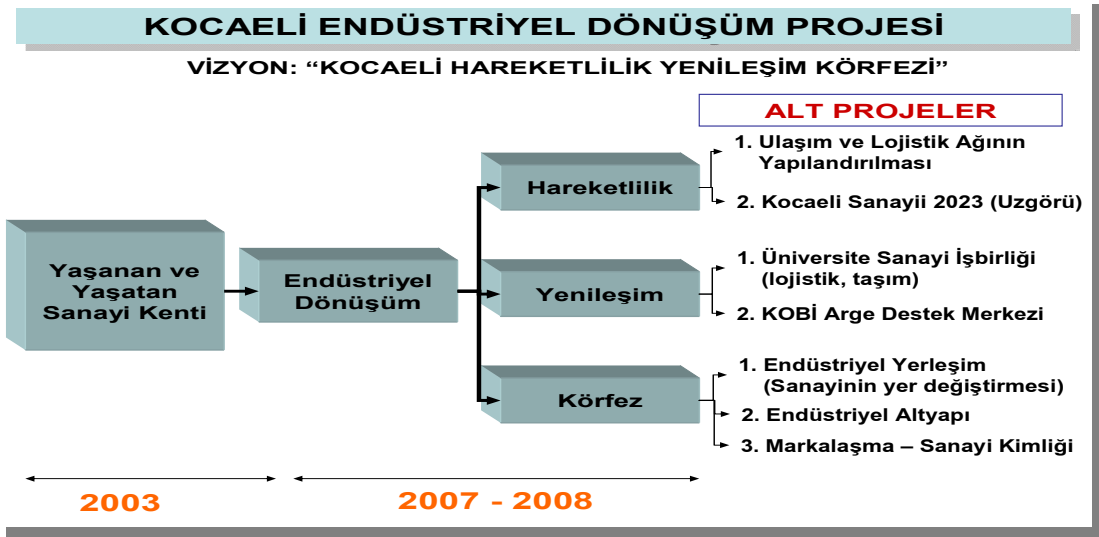 KOCAELİ ENDÜSTRİYEL DÖNÜŞÜM PROJESİ
VİZYON: “KOCAELİ HAREKETLİLİK YENİLEŞİM KÖRFEZİ”
ALT PROJELER
Yaşanan ve
Yaşatan
Sanayi Kenti
Endüstriyel
Dönüşüm
Hareketlilik
1. Ulaşım ve Lojistik Ağının
Yapılandırılması
2. Kocaeli Sanayii 2023 (Uzgörü)
Yenileşim
1. Üniversite Sanayi İşbirliği
(lojistik, taşım)
2. KOBİ Arge Destek Merkezi
Körfez
1. Endüstriyel Yerleşim
(Sanayinin yer değiştirmesi)
2. Endüstriyel Altyapı
3. Markalaşma – Sanayi Kimliği
2003
2007 - 2008